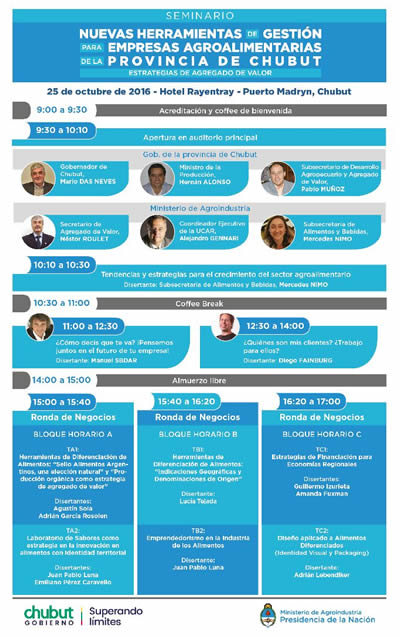 SEMINARIO
NUEVAS HERRAMIENTAS DE GESTIÓN
PARA EMPRESAS AGROALIMENTARIAS
DE LA PROVINCIA DE CHUBUT
ESTRATEGIAS DE AGREGADO DE VALOR
25 de octubre de 2016 - Hotel Rayentray - Puerto Madryn, Chubut
9:00 a 9:30
Acreditación y coffee de bienvenida
9:30 a 10:10
Apertura en auditorio principal
Gob. de la provincia de Chubut
Gobernador de
Chubut,
Mario DAS NEVES
Ministro de la
Producción,
Hernán ALONSO
Subsecretario de Desarrollo
Agropecuario y Agregado
de Valor,
Pablo MUÑOZ
Ministerio de Agroindustria
Secretario de
Agregado de Valor,
Néstor ROULET
Coordinador Ejecutivo
de la UCAR,
Alejandro GENNARI
Subsecretaria de
Alimentos y Bebidas,
Mercedes NIMO
10:10 a 10:30
Tendencias y estrategias para el crecimiento del sector agroalimentario
Disertante: Subsecretaria de Alimentos y Bebidas, Mercedes NIMO
10:30 a 11:00
Coffee Break
11:00 a 12:30
¿Cómo decís que te va? ¡Pensemos
juntos en el futuro de tu empresa!
Disertante: Manuel SBDAR
12:30 a 14:00
¿Quiénes son mis clientes? ¿Trabajo
para ellos?
Disertante: Diego FAINBURG
14:00 a 15:00
Almuerzo libre
15:00 a 15:40
Ronda de Negocios
BLOQUE HORARIO A
TA1:
Herramientas de Diferenciación de
Alimentos: "Sello Alimentos Argen-
tinos, una elección natural" y "Pro-
ducción orgánica como estrategia
de agregado de valor"
Disertantes:
Agustín Solá
Adrián García Rosolen
TA2:
Laboratorio de Sabores como
estrategia en la innovación en
alimentos con identidad territorial
Disertantes:
Juan Pablo Luna
Emiliano Pérez Caravello
15:40 a 16:20
Ronda de Negocios
BLOQUE HORARIO B
TB1:
Herramientas de
Diferenciación de Alimentos:
"Indicaciones Geográficas y
Denominaciones de Origen"
Disertante:
Lucía Tejada
TB2:
Emprendedorismo en la Industria
de los Alimentos
Disertante:
Juan Pablo Luna
16:20 a 17:00
Ronda de Negocios
BLOQUE HORARIO C
TC1:
Estrategias de Financiación para
Economías Regionales
Disertantes:
Guillermo Izurieta
Amanda Fuxman
TC2:
Diseño aplicado a Alimentos
Diferenciados
(Identidad Visual y Packaging)
Disertante:
Adrián Lebendiker
chubut
GOBIERNO
Superando
límites
Ministerio de Agroindustria
Presidencia de la Nación